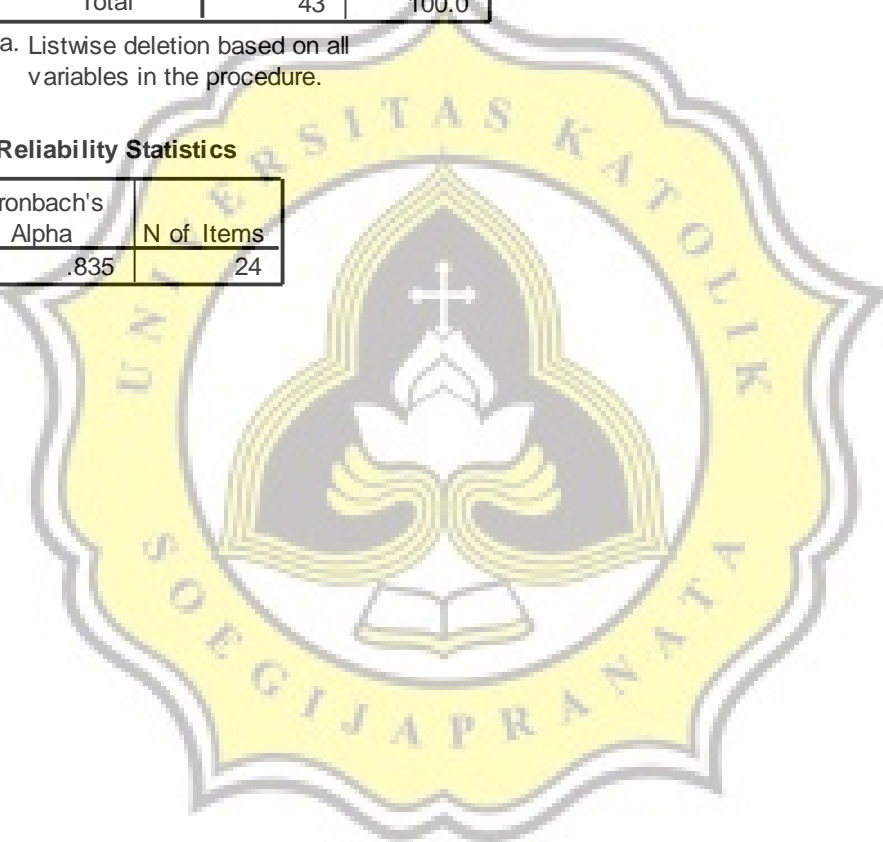 Total 43 100.0
a. Listwise deletion based on all
variables in the procedure.
Reliability Statistics
ronbach's
Alpha N of Items
.835 24
UNIVERSITAS KATOLIK
SOEGIJAPRANATA